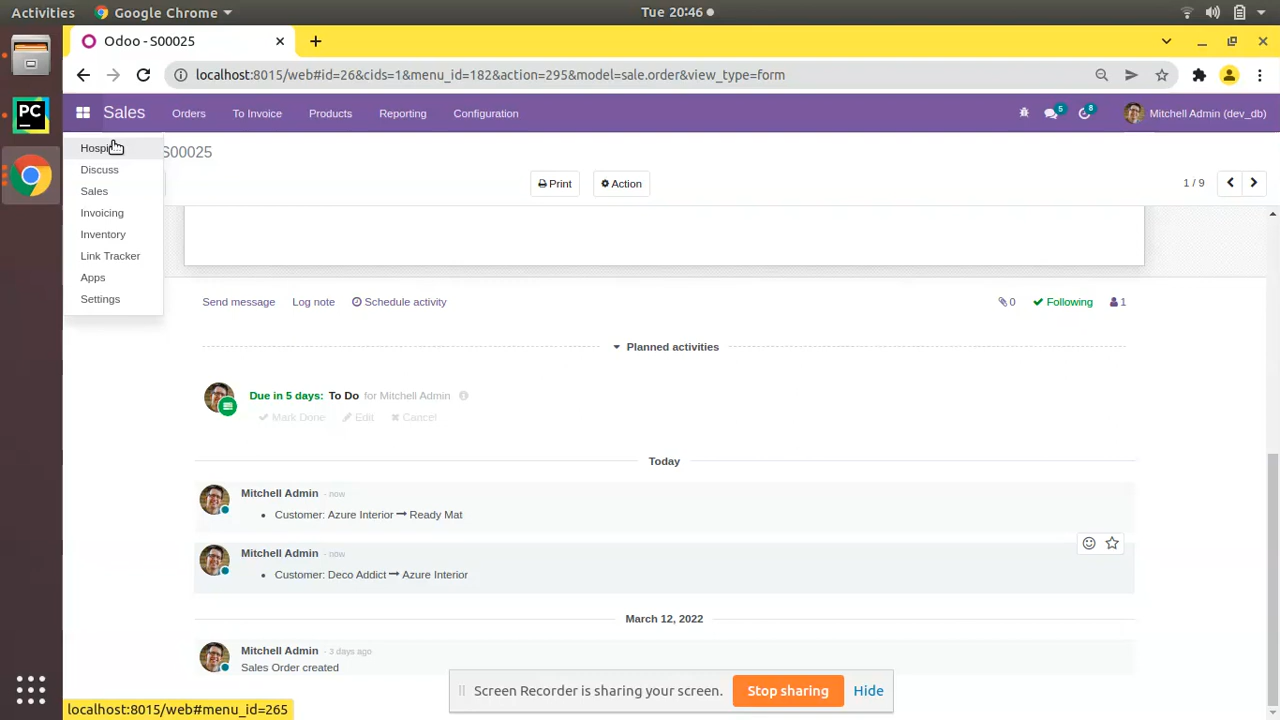 Activities Google Chrome Tue 20:46
Odoo - S00025
localhost:8015/web#id=26&cids=1&menu_id=182&action=295&model=sale.order&view_type=form
Sales Orders To Invoice Products Reporting Configuration 5 8 Mitchell Admin (dev_db)
S00025
Discuss
Sales
Invoicing
Inventory
Link Tracker
Apps
Settings
Print Action 1 / 9
Send message Log note Schedule activity 0 Following 1
Planned activities
Due in 5 days: To Do for Mitchell Admin
Mark Done Edit Cancel
Today
Mitchell Admin - now
Customer: Azure Interior → Ready Mat
Mitchell Admin - now
Customer: Deco Addict → Azure Interior
March 12, 2022
Mitchell Admin - 3 days ago
Sales Order created
Screen Recorder is sharing your screen. Stop sharing Hide
localhost:8015/web#menu_id=265
PC